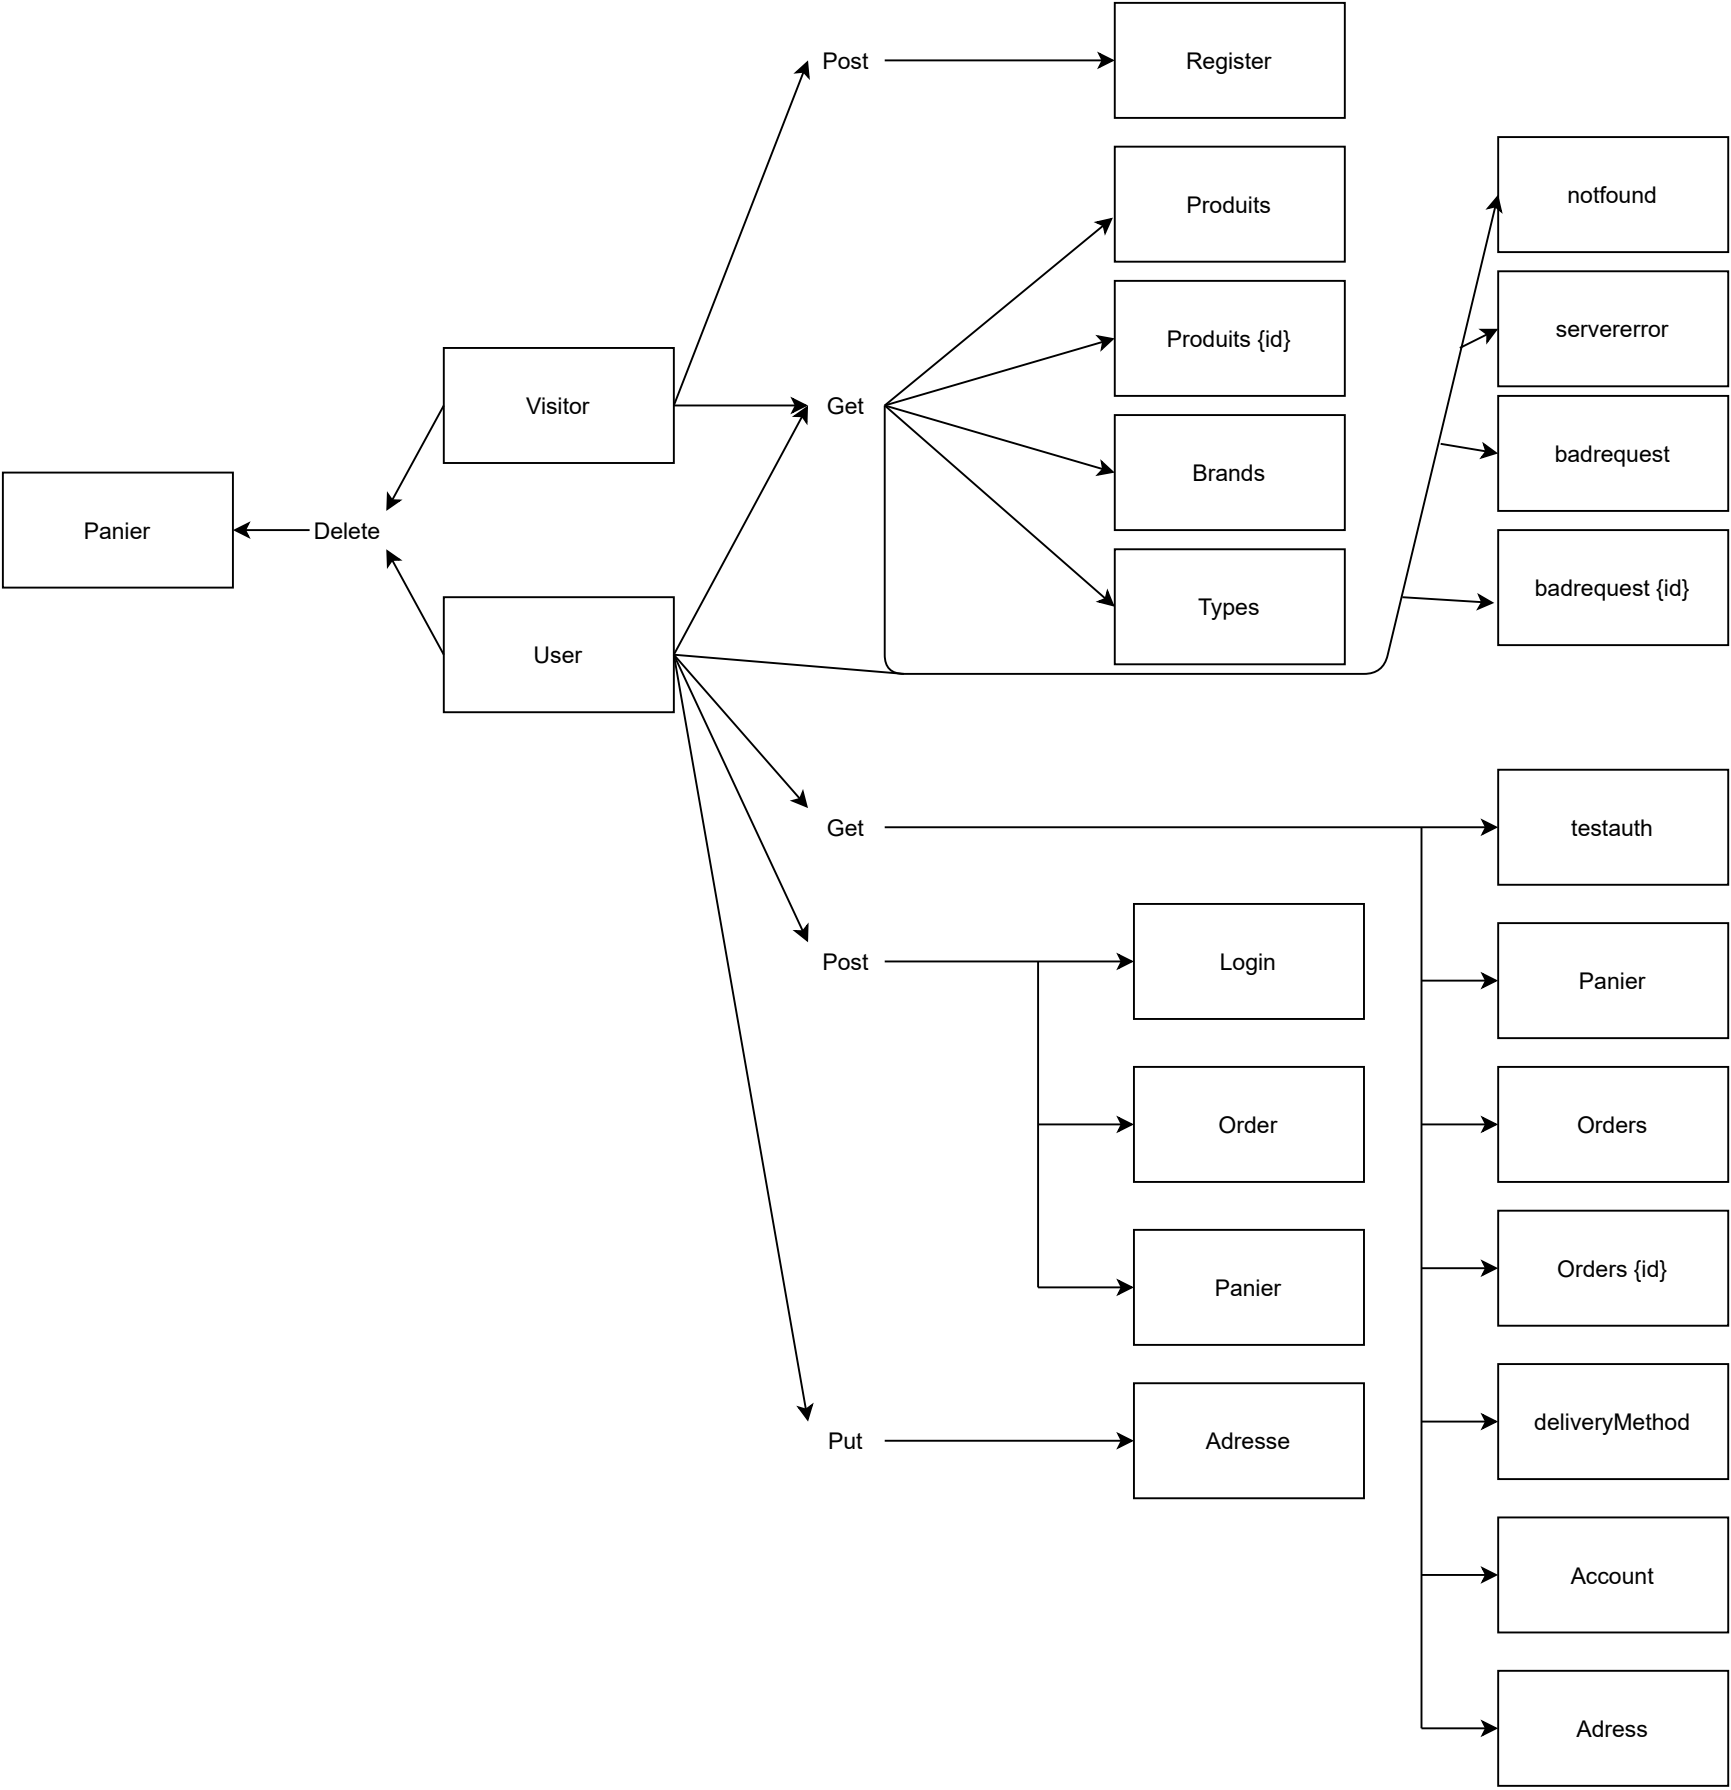 Post
Register
notfound
Produits
servererror
Produits {id}
Visitor
Get
badrequest
Brands
Panier
Delete
badrequest {id}
Types
User
Get
testauth
Post
Login
Panier
Order
Orders
Orders {id}
Panier
deliveryMethod
Put
Adresse
Account
Adress